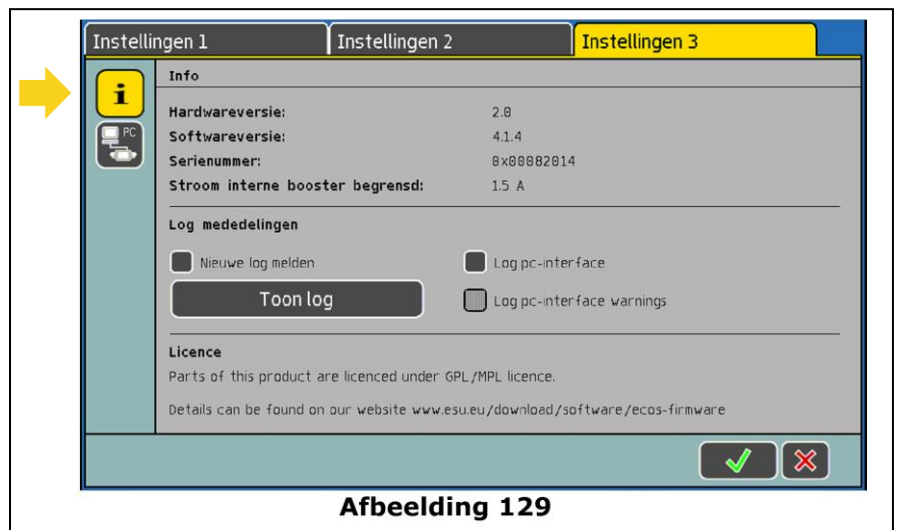 Instellingen 1 Instellingen 2 Instellingen 3
i Info
PC
Hardwareversie: 2.0
Softwareversie: 4.1.4
Serienummer: 0x00082014
Stroom interne booster begrensd: 1.5 A
Log mededelingen
Nieuwe log melden Log pc-interface
Toon log Log pc-interface warnings
Licence
Parts of this product are licenced under GPL/MPL licence.
Details can be found on our website www.esu.eu/download/software/ecos-firmware
Afbeelding 129